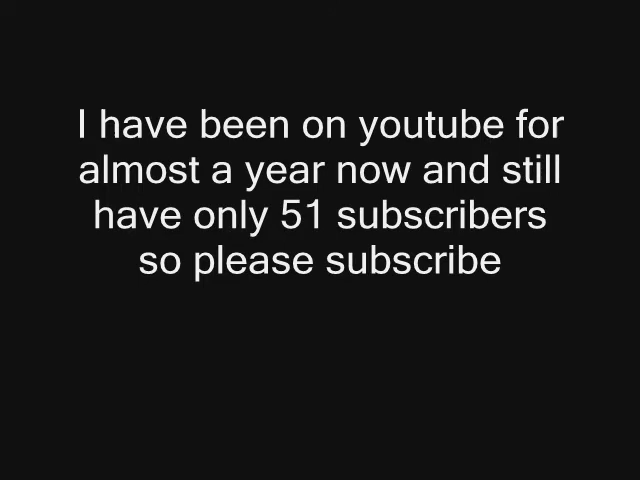 I have been on youtube for
almost a year now and still
have only 51 subscribers
so please subscribe